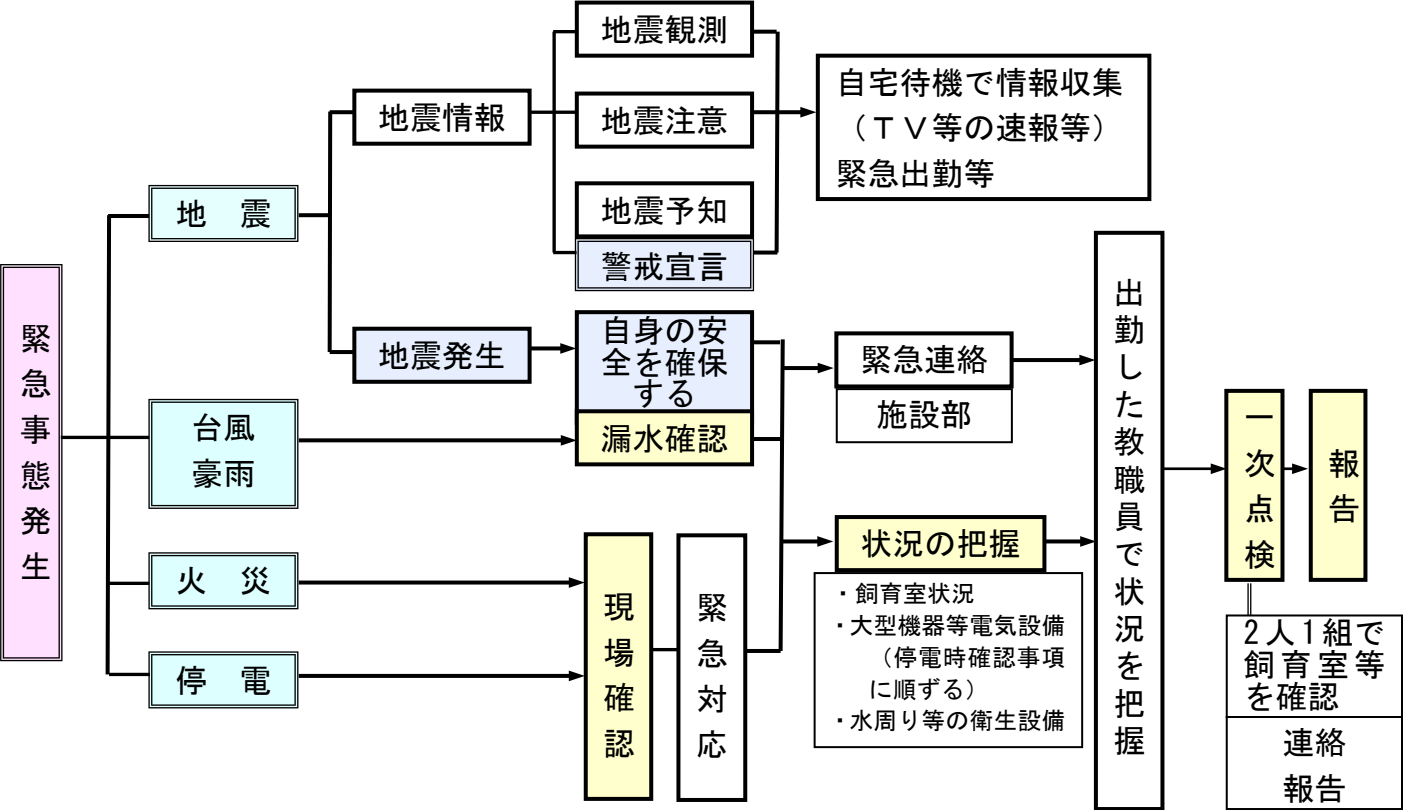 緊急事態発生
地　震
台風
豪雨
火　災
停　電
地震情報
地震発生
地震観測
地震注意
地震予知
警戒宣言
自身の安
全を確保
する
漏水確認
現場確認
緊急対応
自宅待機で情報収集
（ＴＶ等の速報等）
緊急出勤等
緊急連絡
施設部
状況の把握
・飼育室状況
・大型機器等電気設備
（停電時確認事項
に順ずる）
・水周り等の衛生設備
出勤した教職員で状況を把握
一次点検
報告
2人1組で
飼育室等
を確認
連絡
報告